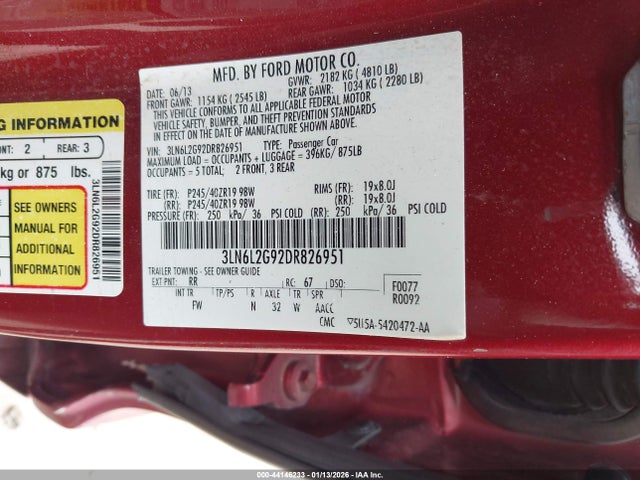 MFD. BY FORD MOTOR CO.
DATE: 06/13 GVWR: 2182 KG ( 4810 LB)
FRONT GAWR: 1154 KG ( 2545 LB) REAR GAWR: 1034 KG ( 2280 LB)
THIS VEHICLE CONFORMS TO ALL APPLICABLE FEDERAL MOTOR
VEHICLE SAFETY, BUMPER, AND THEFT PREVENTION STANDARDS
IN EFFECT ON THE DATE OF MANUFACTURE SHOWN ABOVE.
VIN: 3LN6L2G92DR826951 TYPE: Passenger Car
MAXIMUM LOAD = OCCUPANTS + LUGGAGE = 396KG/ 875LB
OCCUPANTS = 5 TOTAL: 2 FRONT, 3 REAR
TIRE (FR): P245/40ZR19 98W RIMS (FR): 19x8.0J
(RR): P245/40ZR19 98W (RR): 19x8.0J
PRESSURE (FR): 250 kPa/ 36 PSI COLD (RR): 250 kPa/ 36 PSI COLD
3LN6L2G92DR826951
TRAILER TOWING - SEE OWNER GUIDE
EXT PNT: RR RC: 67 DSO:
INT TR TP/PS R AXLE TR SPR
FW N 32 W AACC
F0077
R0092
CMC 5U5A-5420472-AA
G INFORMATION
ONT: 2 REAR: 3
kg or 875 lbs.
SEE OWNERS
MANUAL FOR
ADDITIONAL
INFORMATION
3LN6L2G92DR826951
000-44146233 - 01/13/2026 - IAA Inc.